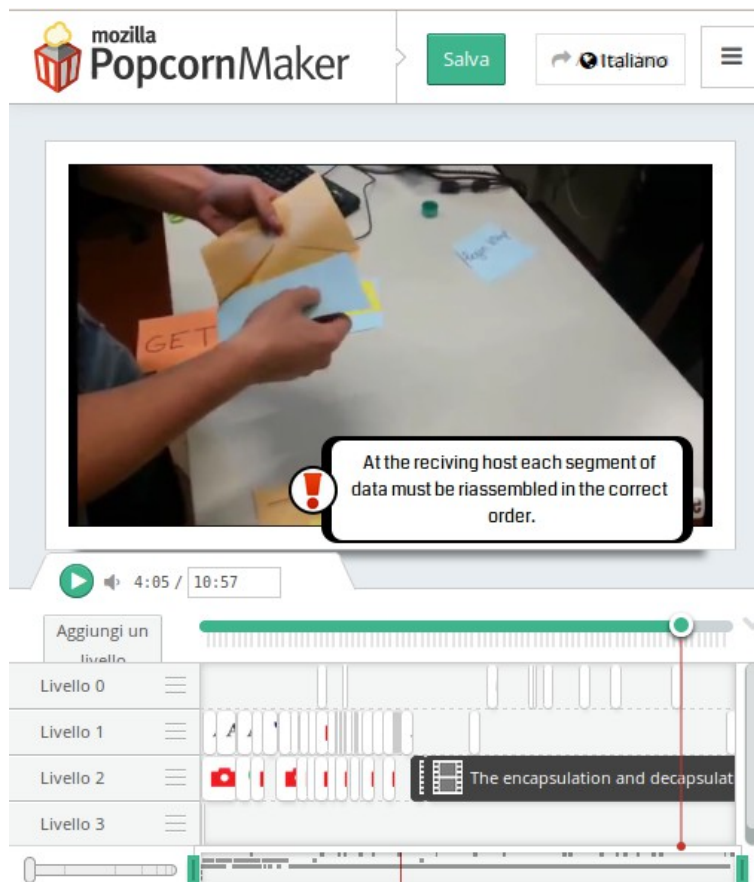 mozilla
PopcornMaker
Salva
Italiano
GET
At the reciving host each segment of
data must be riassembled in the correct
order.
4:05 / 10:57
Aggiungi un
livello
Livello 0
Livello 1
Livello 2
The encapsulation and decapsulat
Livello 3